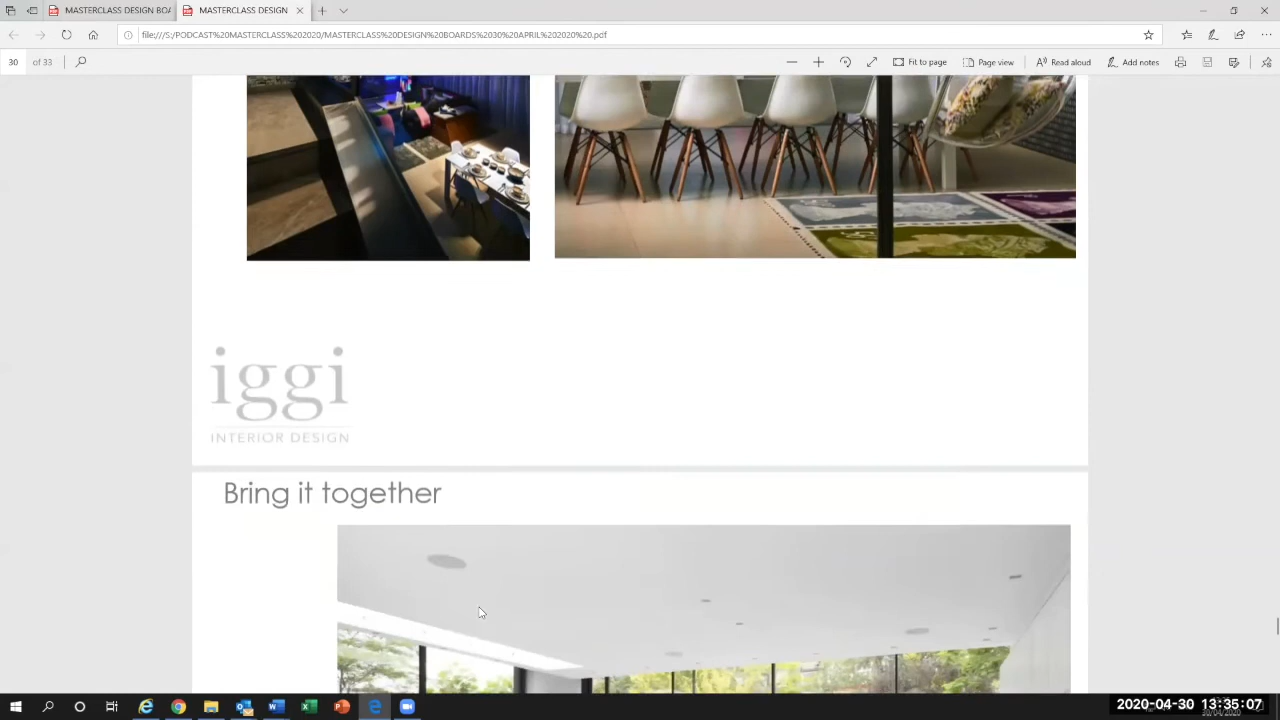 MASTERCLASS DESIGN BOA
MASTERCLASS DESIGN
file:///S:/PODCAST%20MASTERCLASS%202020/MASTERCLASS%20DESIGN%20BOARDS%2030%20APRIL%202020%20.pdf
30 of 33
Fit to page
Page view
Read aloud
Add notes
iggi
INTERIOR DESIGN
Bring it together
2020-04-30 13:35:07